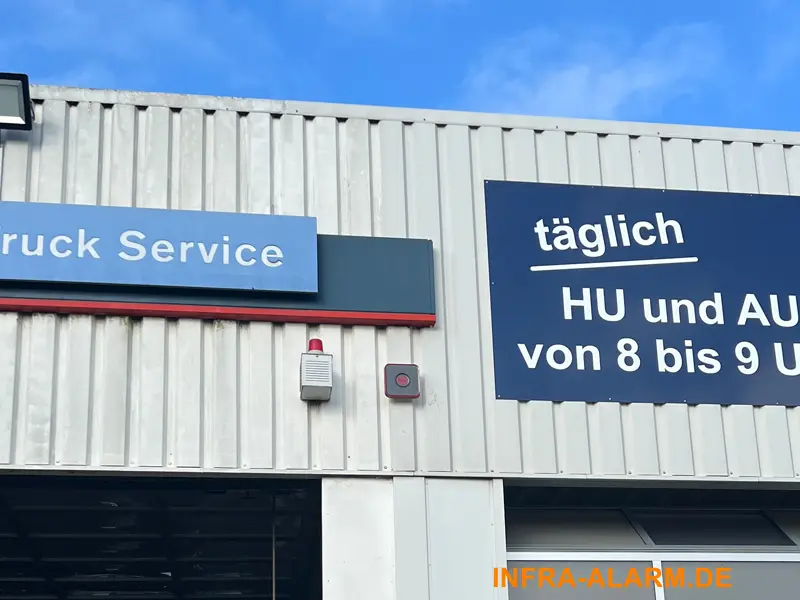 ruck Service
täglich
HU und AU
von 8 bis 9 U
INFRA-ALARM.DE